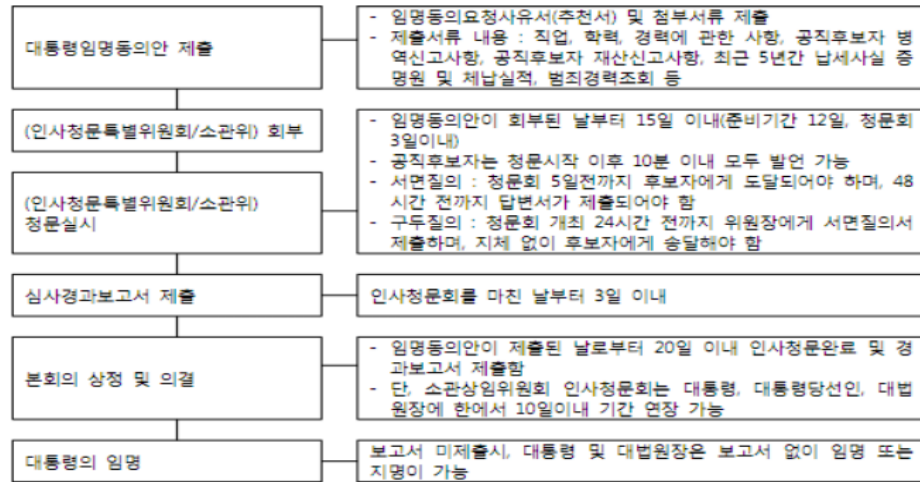 대통령임명동의안 제출
- 임명동의요청사유서(추천서) 및 첨부서류 제출
- 제출서류 내용 : 직업, 학력, 경력에 관한 사항, 공직후보자 병
역신고사항, 공직후보자 재산신고사항, 최근 5년간 납세사실 증
명원 및 체납실적, 범죄경력조회 등
(인사청문특별위원회/소관위) 회부
(인사청문특별위원회/소관위)
청문실시
- 임명동의안이 회부된 날부터 15일 이내(준비기간 12일, 청문회
3일이내)
- 공직후보자는 청문시작 이후 10분 이내 모두 발언 가능
- 서면질의 : 청문회 5일전까지 후보자에게 도달되어야 하며, 48
시간 전까지 답변서가 제출되어야 함
- 구두질의 : 청문회 개최 24시간 전까지 위원장에게 서면질의서
제출하며, 지체 없이 후보자에게 송달해야 함
심사경과보고서 제출
인사청문회를 마친 날부터 3일 이내
본회의 상정 및 의결
- 임명동의안이 제출된 날로부터 20일 이내 인사청문완료 및 경
과보고서 제출함
- 단, 소관상임위원회 인사청문회는 대통령, 대통령당선인, 대법
원장에 한에서 10일이내 기간 연장 가능
대통령의 임명
보고서 미제출시, 대통령 및 대법원장은 보고서 없이 임명 또는
지명이 가능